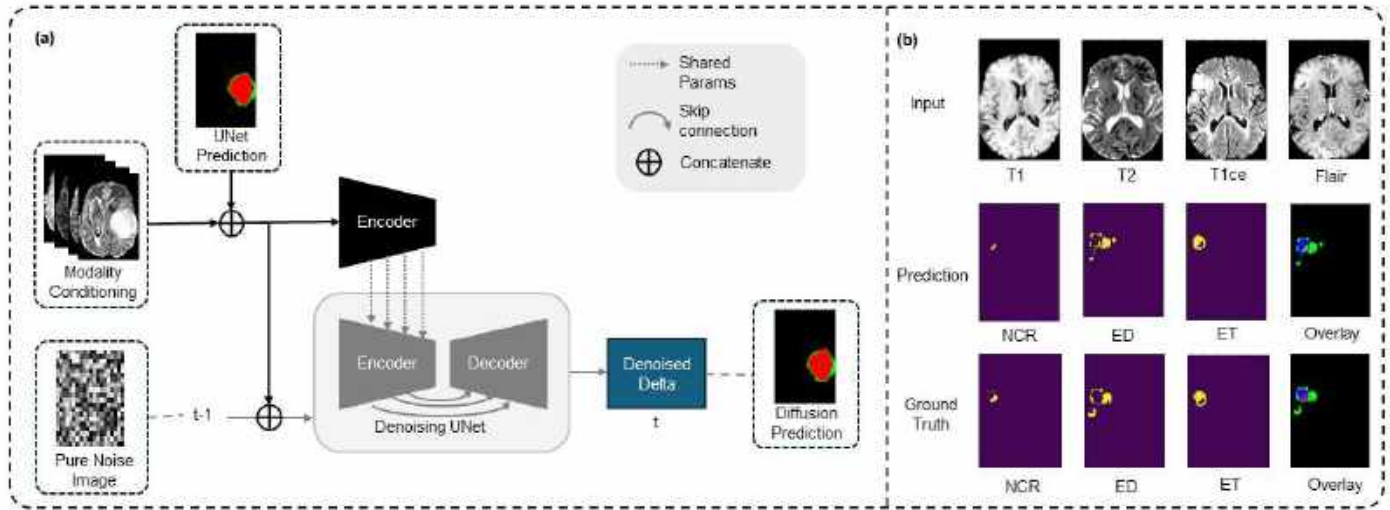 (a)
UNet
Prediction
Modality
Conditioning
Pure Noise
Image
t-1
Encoder
Encoder
Decoder
Denoising UNet
Denoised
Delta
t
Diffusion
Prediction
Shared
Params
Skip
connection
Concatenate
(b)
Input
T1
T2
T1ce
Flair
Prediction
NCR
ED
ET
Overlay
Ground
Truth
NCR
ED
ET
Overlay